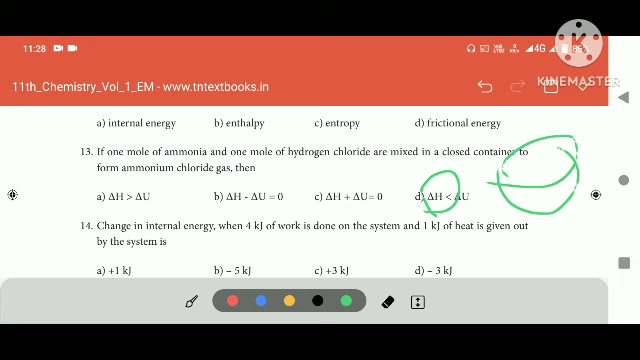 11:28
4G
85%
KINEMASTER
11th_Chemistry_Vol_1_EM - www.tntextbooks.in
a) internal energy b) enthalpy c) entropy d) frictional energy
13. If one mole of ammonia and one mole of hydrogen chloride are mixed in a closed container to
form ammonium chloride gas, then
a) ΔH > ΔU b) ΔH - ΔU = 0 c) ΔH + ΔU= 0 d) ΔH < ΔU
14. Change in internal energy, when 4 kJ of work is done on the system and 1 kJ of heat is given out
by the system is
a) +1 kJ b) – 5 kJ c) +3 kJ d) – 3 kJ